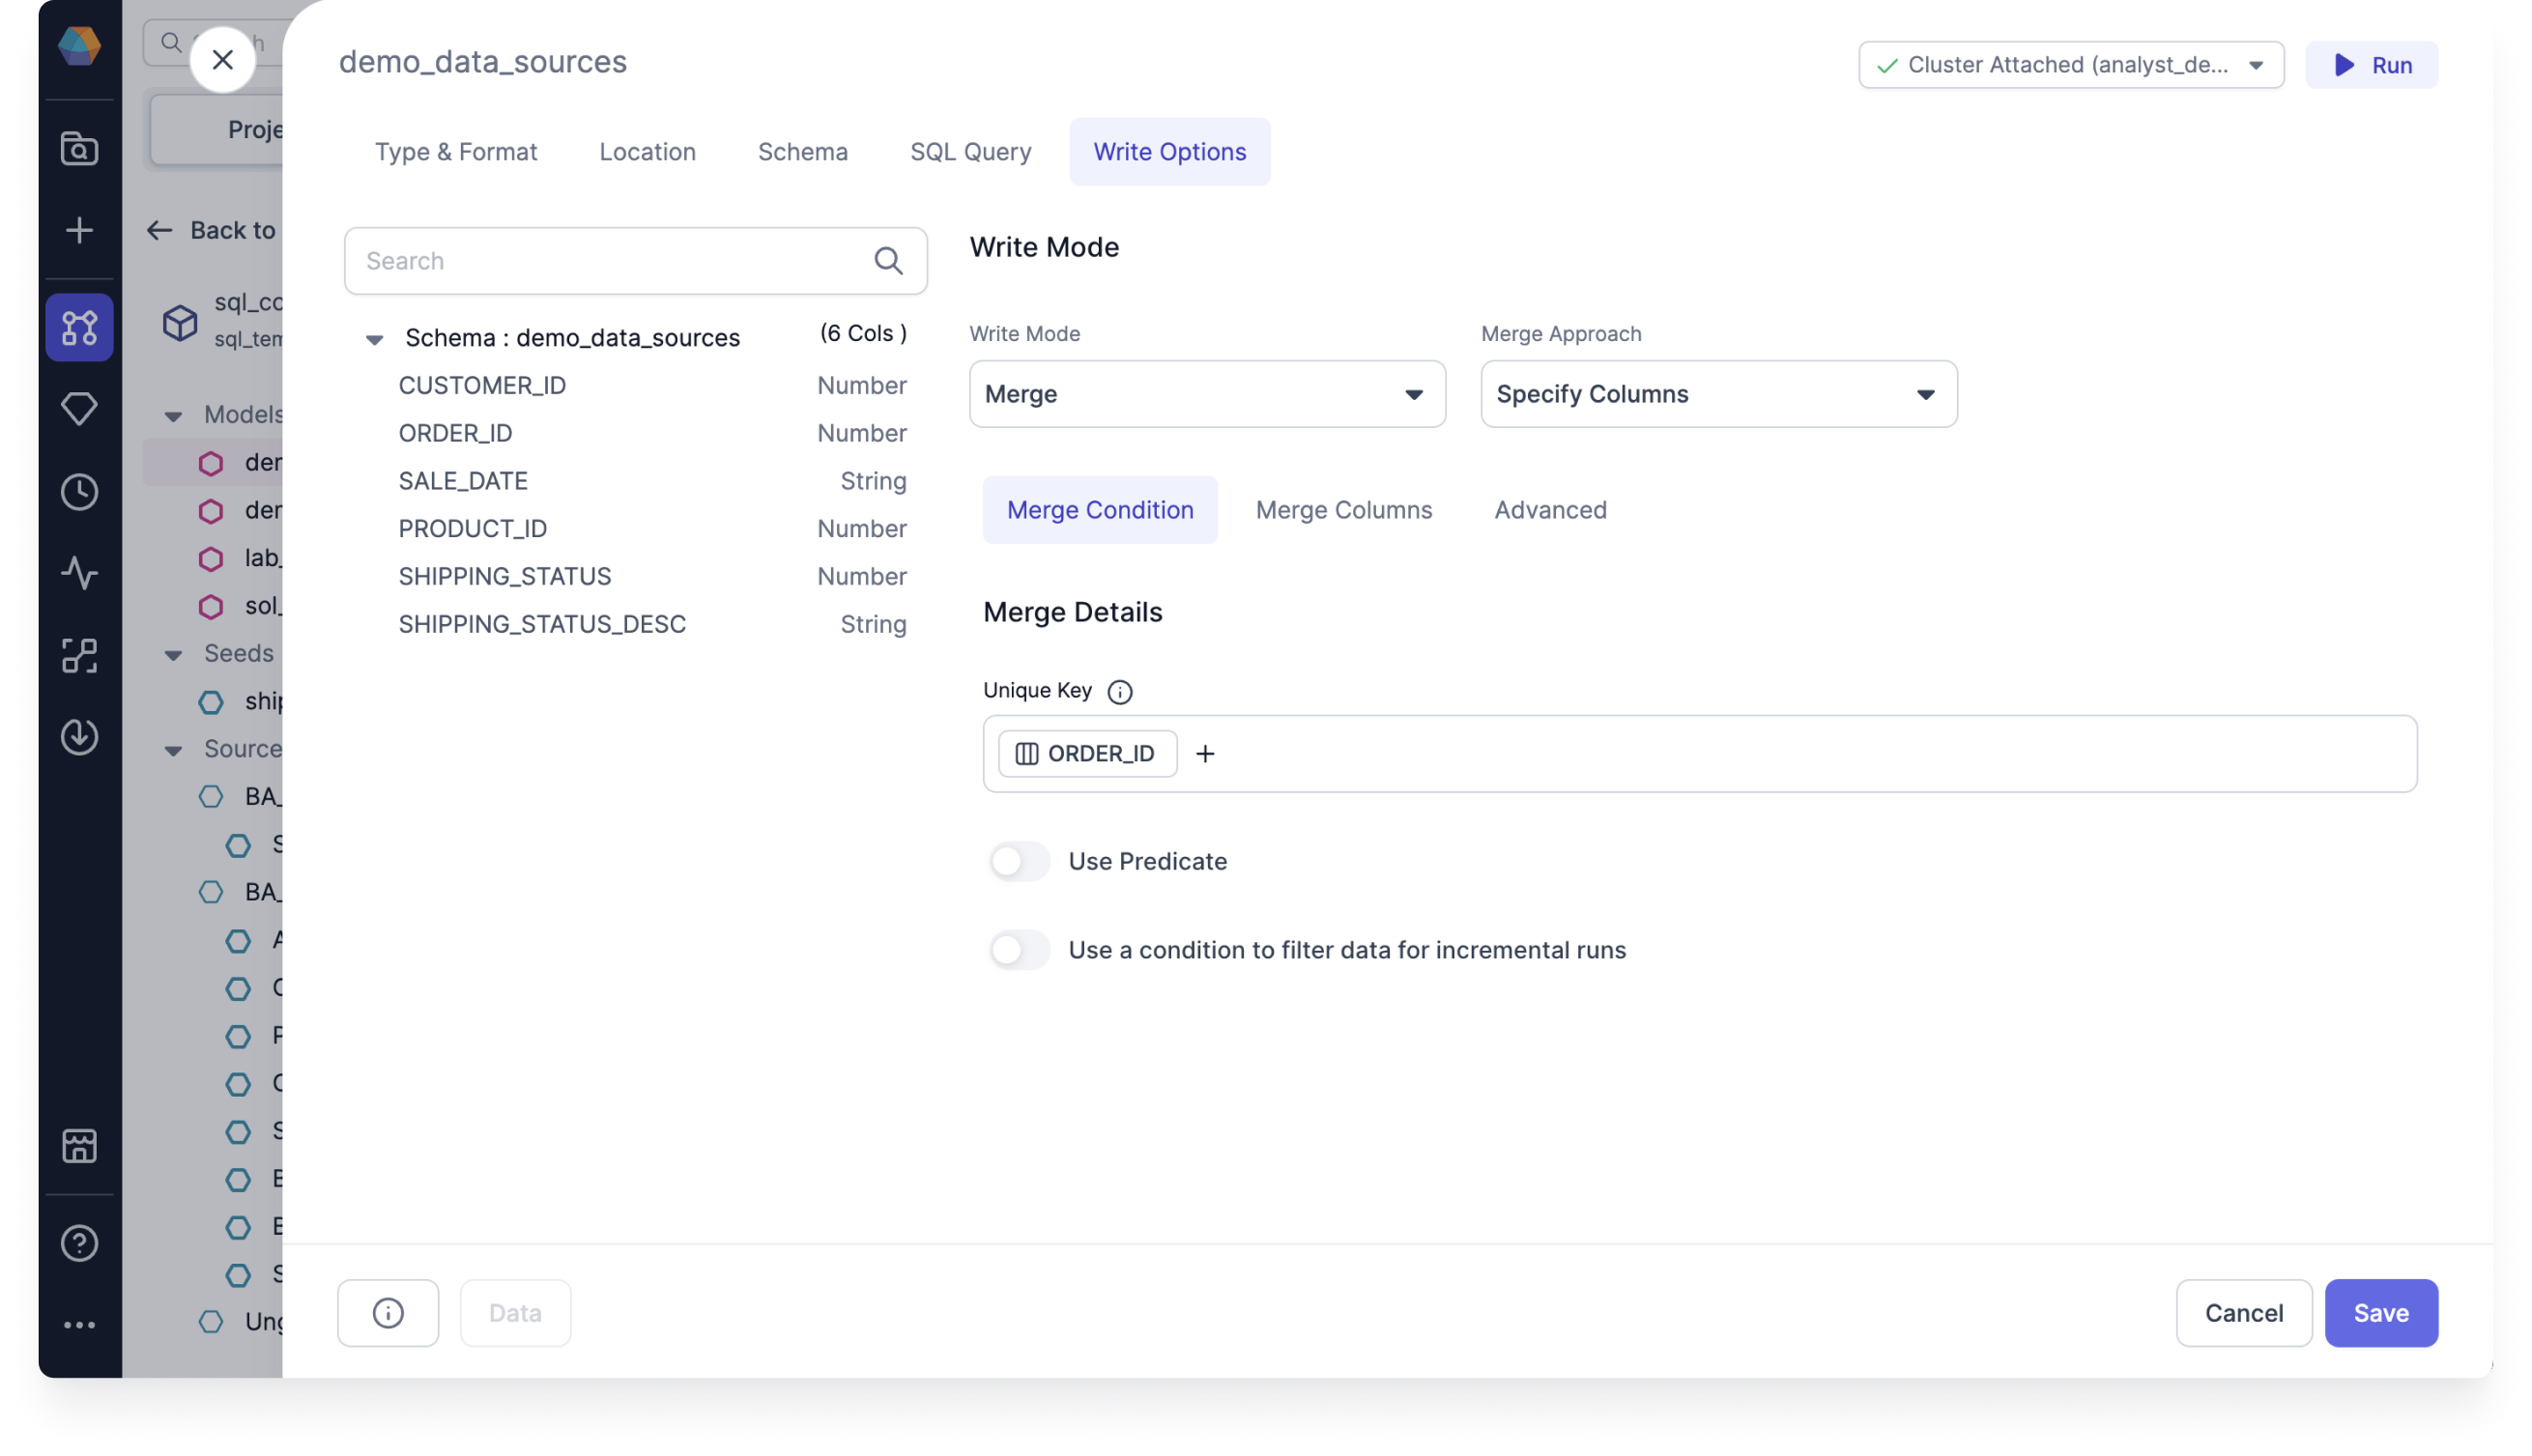 demo_data_sources
Cluster Attached (analyst_de...
Run
Type & Format
Location
Schema
SQL Query
Write Options
Proje
Back to
sql_co
sql_tem
Models
der
der
lab_
sol_
Seeds
ship
Source
BA_
S
BA_
A
C
P
C
S
E
E
S
Ung
Search
Schema : demo_data_sources
(6 Cols )
CUSTOMER_ID
Number
ORDER_ID
Number
SALE_DATE
String
PRODUCT_ID
Number
SHIPPING_STATUS
Number
SHIPPING_STATUS_DESC
String
Write Mode
Write Mode
Merge Approach
Merge
Specify Columns
Merge Condition
Merge Columns
Advanced
Merge Details
Unique Key
ORDER_ID
Use Predicate
Use a condition to filter data for incremental runs
Data
Cancel
Save